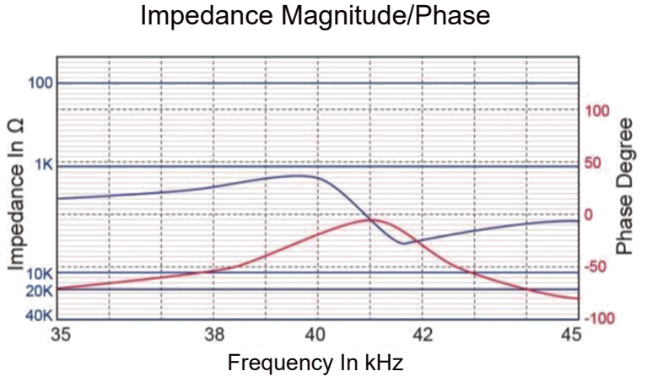 Impedance Magnitude/Phase
100
1K
10K
20K
40K
Impedance In Ω
100
50
0
-50
-100
Phase Degree
35 38 40 42 45
Frequency In kHz